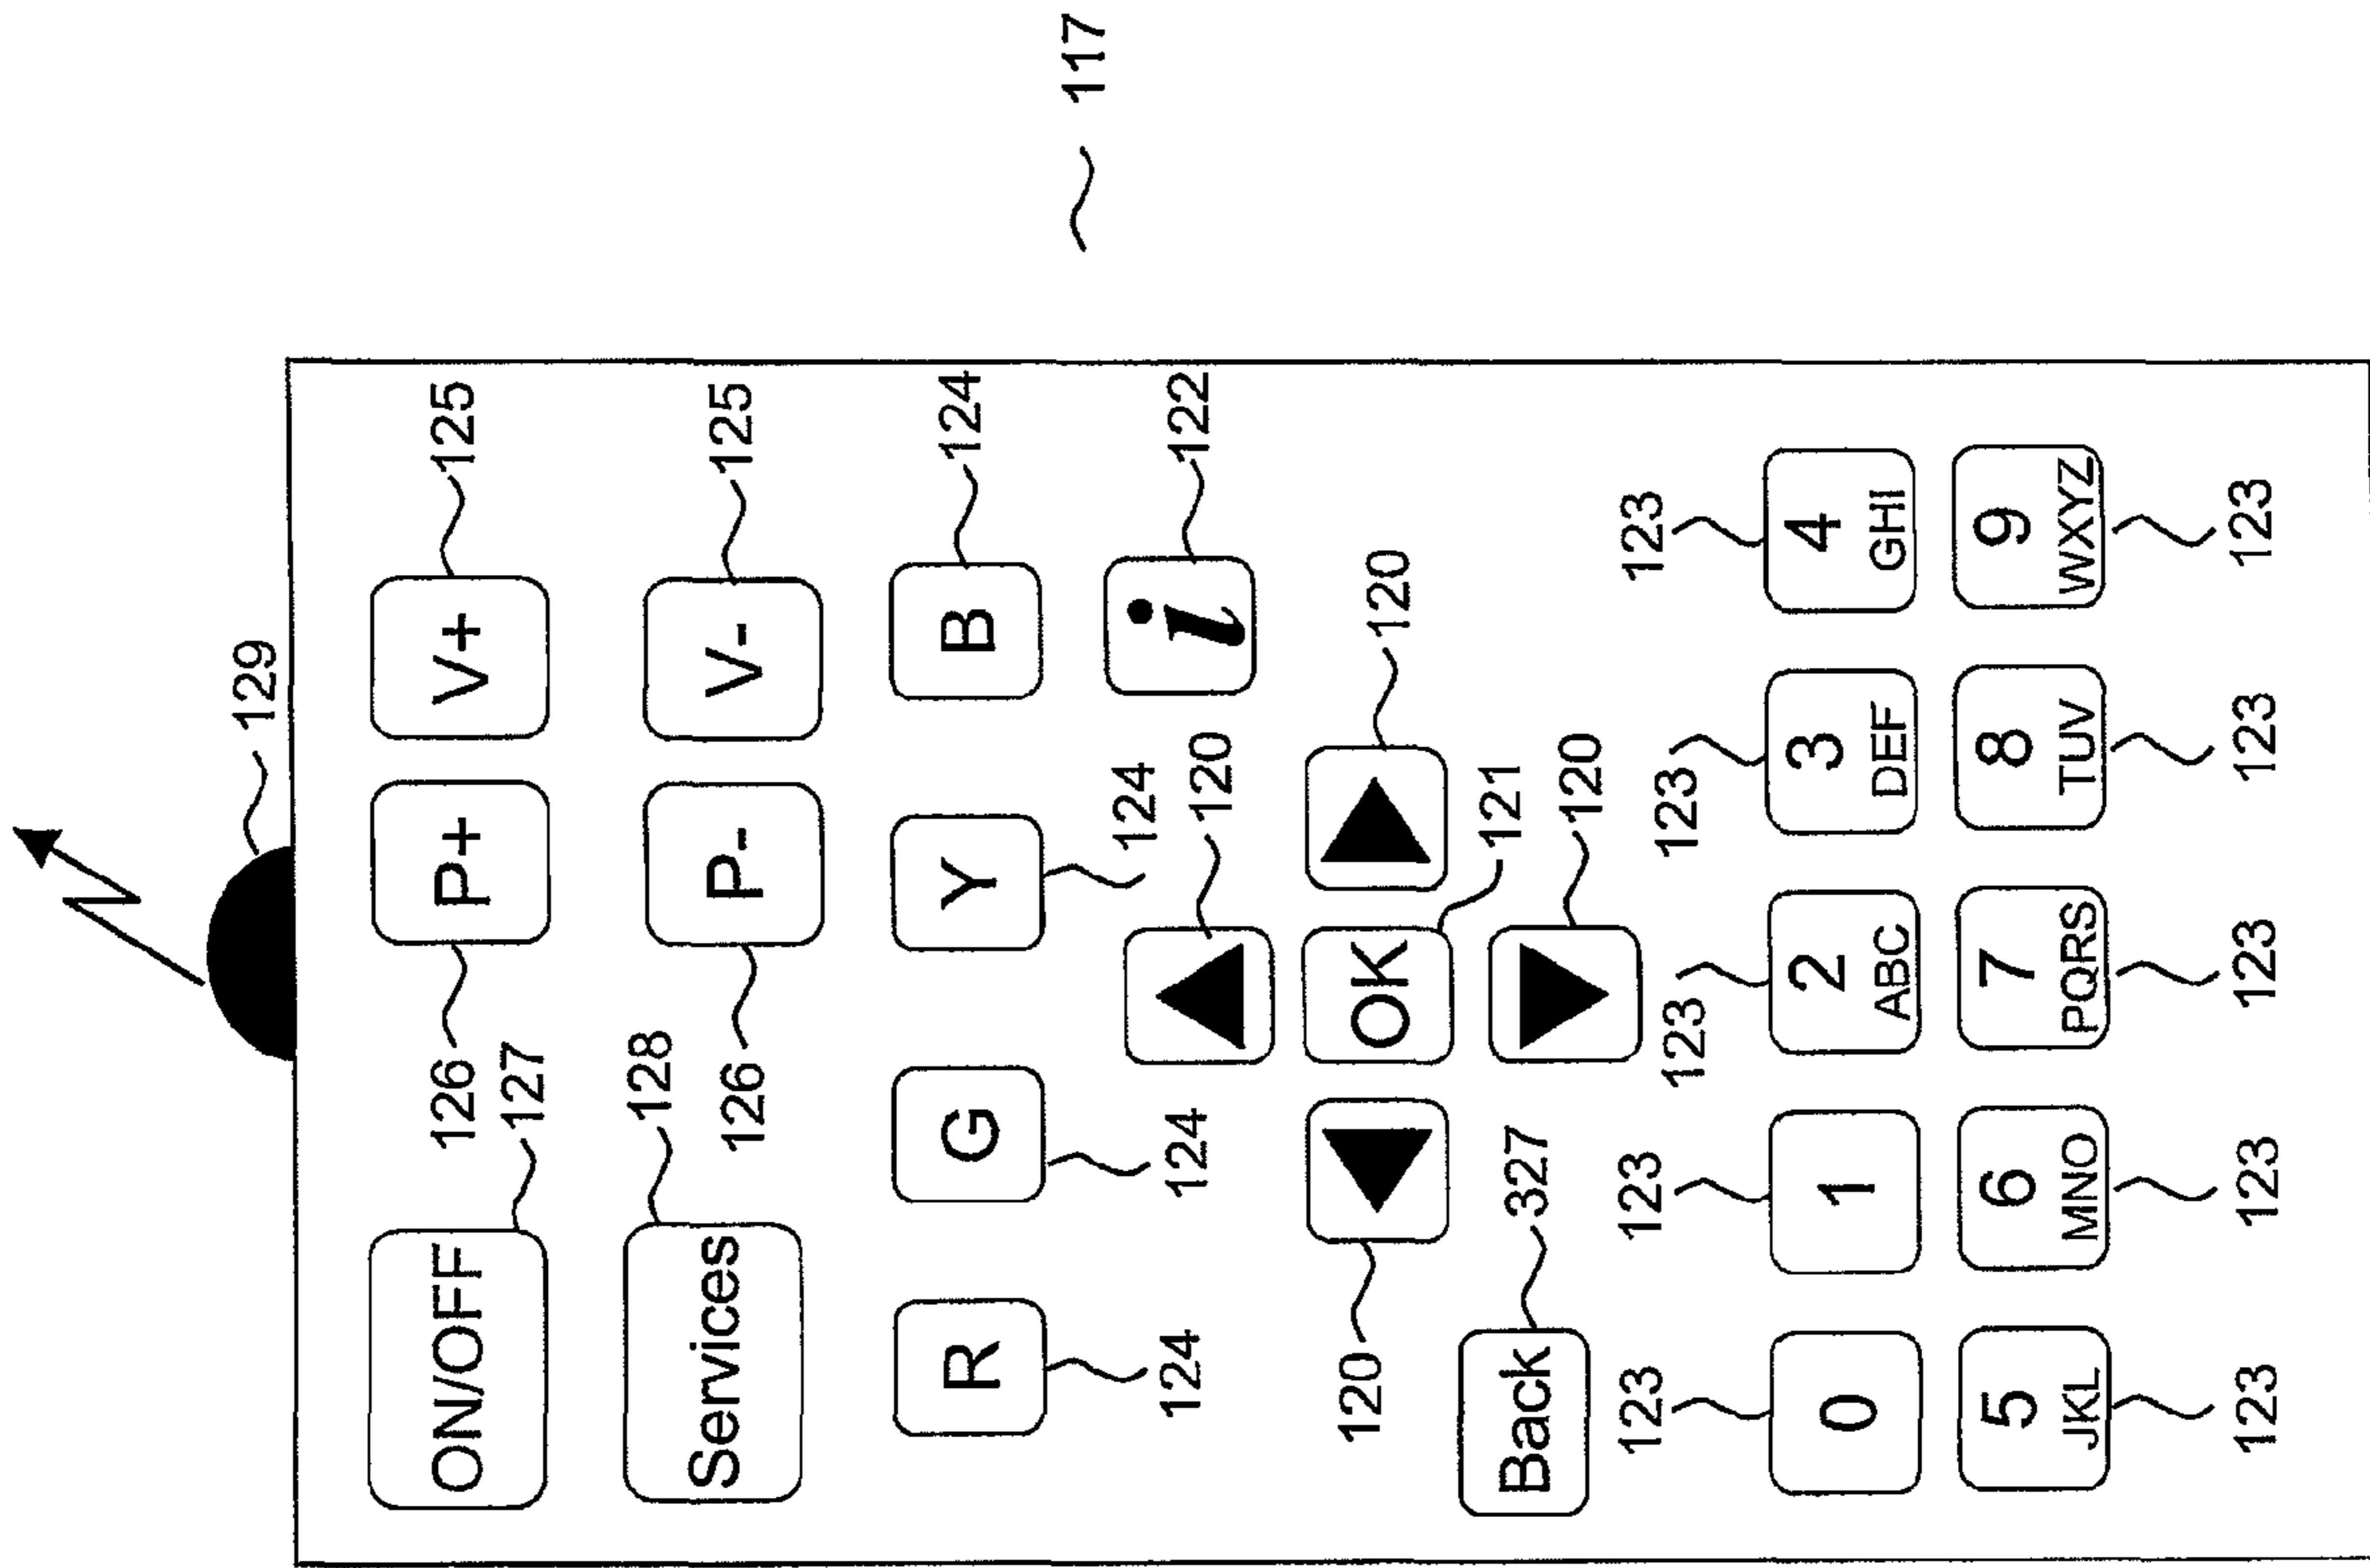 129
ON/OFF 126 P+ V+ 125
127
128
Services 126 P- V- 125
R G Y B 124
117
124 124 124 120 i 122
120 OK 120
Back 327 121
120
123 123 123 123 123
0 1 2 3 4
ABC DEF GHI
5 6 7 8 9
JKL MNO PQRS TUV WXYZ
123 123 123 123 123